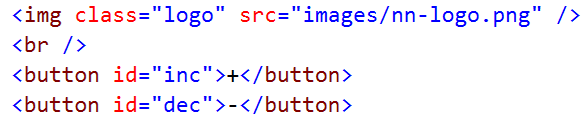 <img class="logo" src="images/nn-logo.png" />
<br />
<button id="inc">+</button>
<button id="dec">-</button>